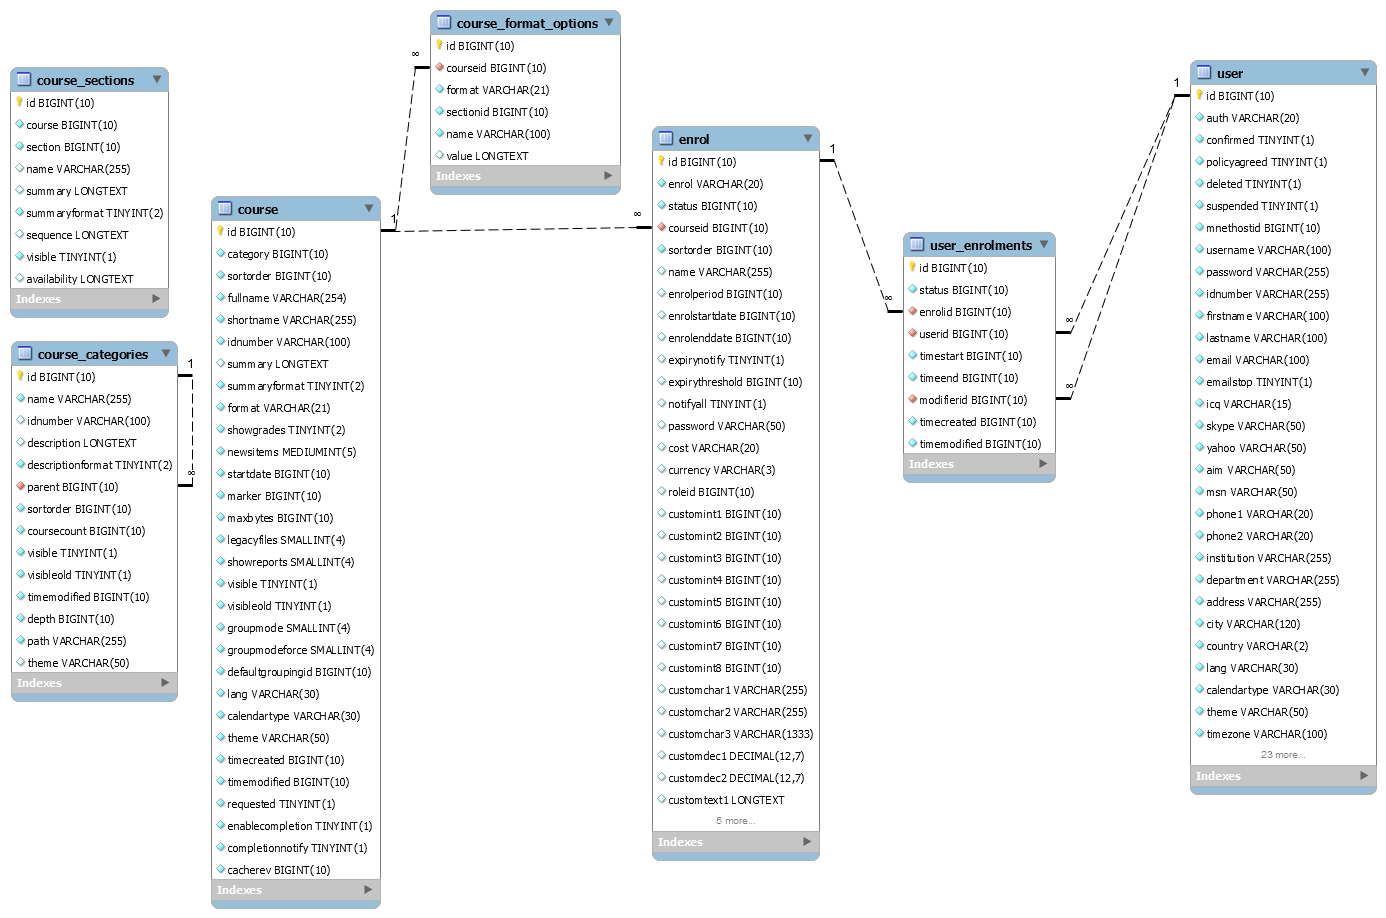 course_sections
id BIGINT(10)
course BIGINT(10)
section BIGINT(10)
name VARCHAR(255)
summary LONGTEXT
summaryformat TINYINT(2)
sequence LONGTEXT
visible TINYINT(1)
availability LONGTEXT
Indexes
course_categories
id BIGINT(10)
name VARCHAR(255)
idnumber VARCHAR(100)
description LONGTEXT
descriptionformat TINYINT(2)
parent BIGINT(10)
sortorder BIGINT(10)
coursecount BIGINT(10)
visible TINYINT(1)
visibleold TINYINT(1)
timemodified BIGINT(10)
depth BIGINT(10)
path VARCHAR(255)
theme VARCHAR(50)
Indexes
1
∞
course
id BIGINT(10)
category BIGINT(10)
sortorder BIGINT(10)
fullname VARCHAR(254)
shortname VARCHAR(255)
idnumber VARCHAR(100)
summary LONGTEXT
summaryformat TINYINT(2)
format VARCHAR(21)
showgrades TINYINT(2)
newsitems MEDIUMINT(5)
startdate BIGINT(10)
marker BIGINT(10)
maxbytes BIGINT(10)
legacyfiles SMALLINT(4)
showreports SMALLINT(4)
visible TINYINT(1)
visibleold TINYINT(1)
groupmode SMALLINT(4)
groupmodeforce SMALLINT(4)
defaultgroupingid BIGINT(10)
lang VARCHAR(30)
calendartype VARCHAR(30)
theme VARCHAR(50)
timecreated BIGINT(10)
timemodified BIGINT(10)
requested TINYINT(1)
enablecompletion TINYINT(1)
completionnotify TINYINT(1)
cacherev BIGINT(10)
Indexes
1
∞
course_format_options
id BIGINT(10)
courseid BIGINT(10)
format VARCHAR(21)
sectionid BIGINT(10)
name VARCHAR(100)
value LONGTEXT
Indexes
∞
enrol
id BIGINT(10)
enrol VARCHAR(20)
status BIGINT(10)
courseid BIGINT(10)
sortorder BIGINT(10)
name VARCHAR(255)
enrolperiod BIGINT(10)
enrolstartdate BIGINT(10)
enrolenddate BIGINT(10)
expirynotify TINYINT(1)
expirythreshold BIGINT(10)
notifyall TINYINT(1)
password VARCHAR(50)
cost VARCHAR(20)
currency VARCHAR(3)
roleid BIGINT(10)
customint1 BIGINT(10)
customint2 BIGINT(10)
customint3 BIGINT(10)
customint4 BIGINT(10)
customint5 BIGINT(10)
customint6 BIGINT(10)
customint7 BIGINT(10)
customint8 BIGINT(10)
customchar1 VARCHAR(255)
customchar2 VARCHAR(255)
customchar3 VARCHAR(1333)
customdec1 DECIMAL(12,7)
customdec2 DECIMAL(12,7)
customtext1 LONGTEXT
5 more...
Indexes
1
∞
user_enrolments
id BIGINT(10)
status BIGINT(10)
enrolid BIGINT(10)
userid BIGINT(10)
timestart BIGINT(10)
timeend BIGINT(10)
modifierid BIGINT(10)
timecreated BIGINT(10)
timemodified BIGINT(10)
Indexes
∞
∞
1
user
id BIGINT(10)
auth VARCHAR(20)
confirmed TINYINT(1)
policyagreed TINYINT(1)
deleted TINYINT(1)
suspended TINYINT(1)
mnethostid BIGINT(10)
username VARCHAR(100)
password VARCHAR(255)
idnumber VARCHAR(255)
firstname VARCHAR(100)
lastname VARCHAR(100)
email VARCHAR(100)
emailstop TINYINT(1)
icq VARCHAR(15)
skype VARCHAR(50)
yahoo VARCHAR(50)
aim VARCHAR(50)
msn VARCHAR(50)
phone1 VARCHAR(20)
phone2 VARCHAR(20)
institution VARCHAR(255)
department VARCHAR(255)
address VARCHAR(255)
city VARCHAR(120)
country VARCHAR(2)
lang VARCHAR(30)
calendartype VARCHAR(30)
theme VARCHAR(50)
timezone VARCHAR(100)
23 more...
Indexes